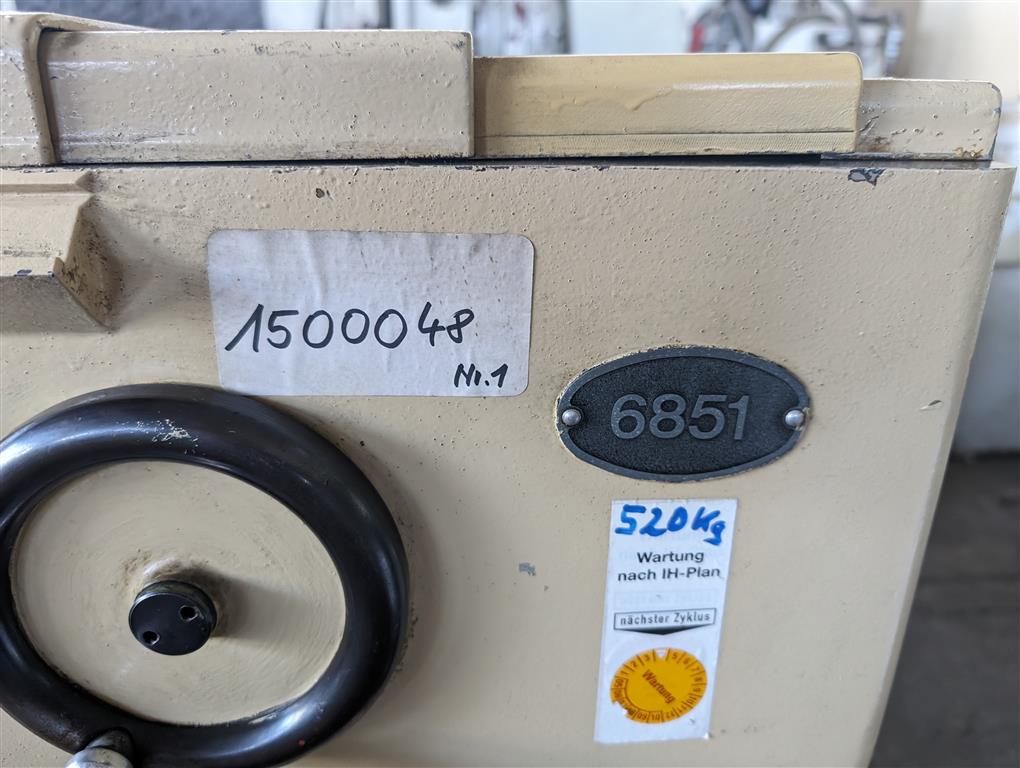 1500048
Nr.1
6851
520Kg
Wartung
nach IH-Plan
nächster Zyklus
Wartung